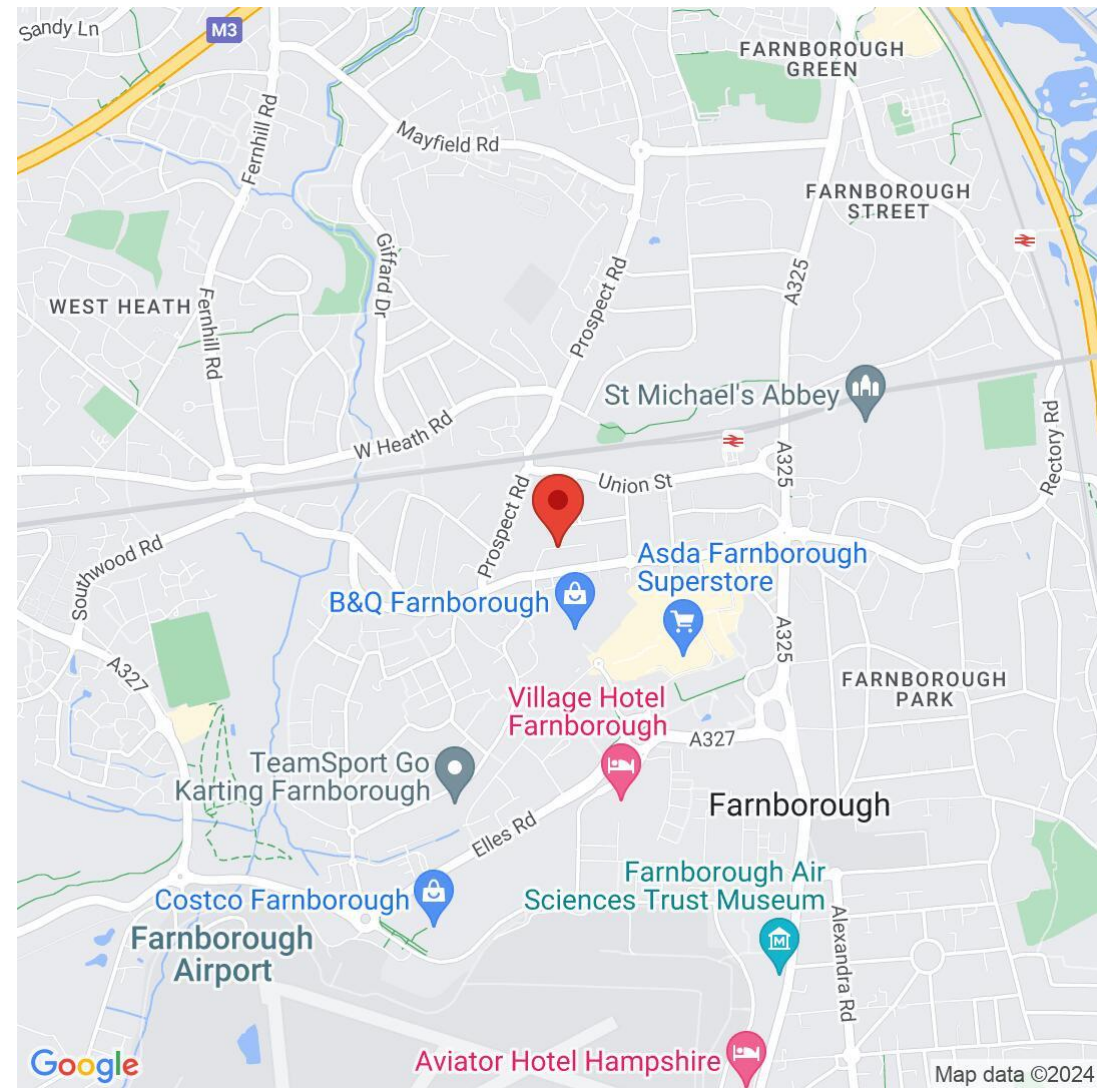 Sandy Ln
M3
FARNBOROUGH
GREEN
Fernhill Rd
Mayfield Rd
FARNBOROUGH
STREET
Giffard Dr
A325
WEST HEATH
Fernhill Rd
Prospect Rd
St Michael's Abbey
W Heath Rd
A325
Rectory Rd
Union St
Prospect Rd
Southwood Rd
Asda Farnborough
Superstore
B&Q Farnborough
A325
A327
FARNBOROUGH
PARK
Village Hotel
Farnborough
A327
TeamSport Go
Karting Farnborough
Farnborough
Elles Rd
Farnborough Air
Sciences Trust Museum
M
Costco Farnborough
Farnborough
Airport
Alexandra Rd
Aviator Hotel Hampshire
Google
Map data ©2024